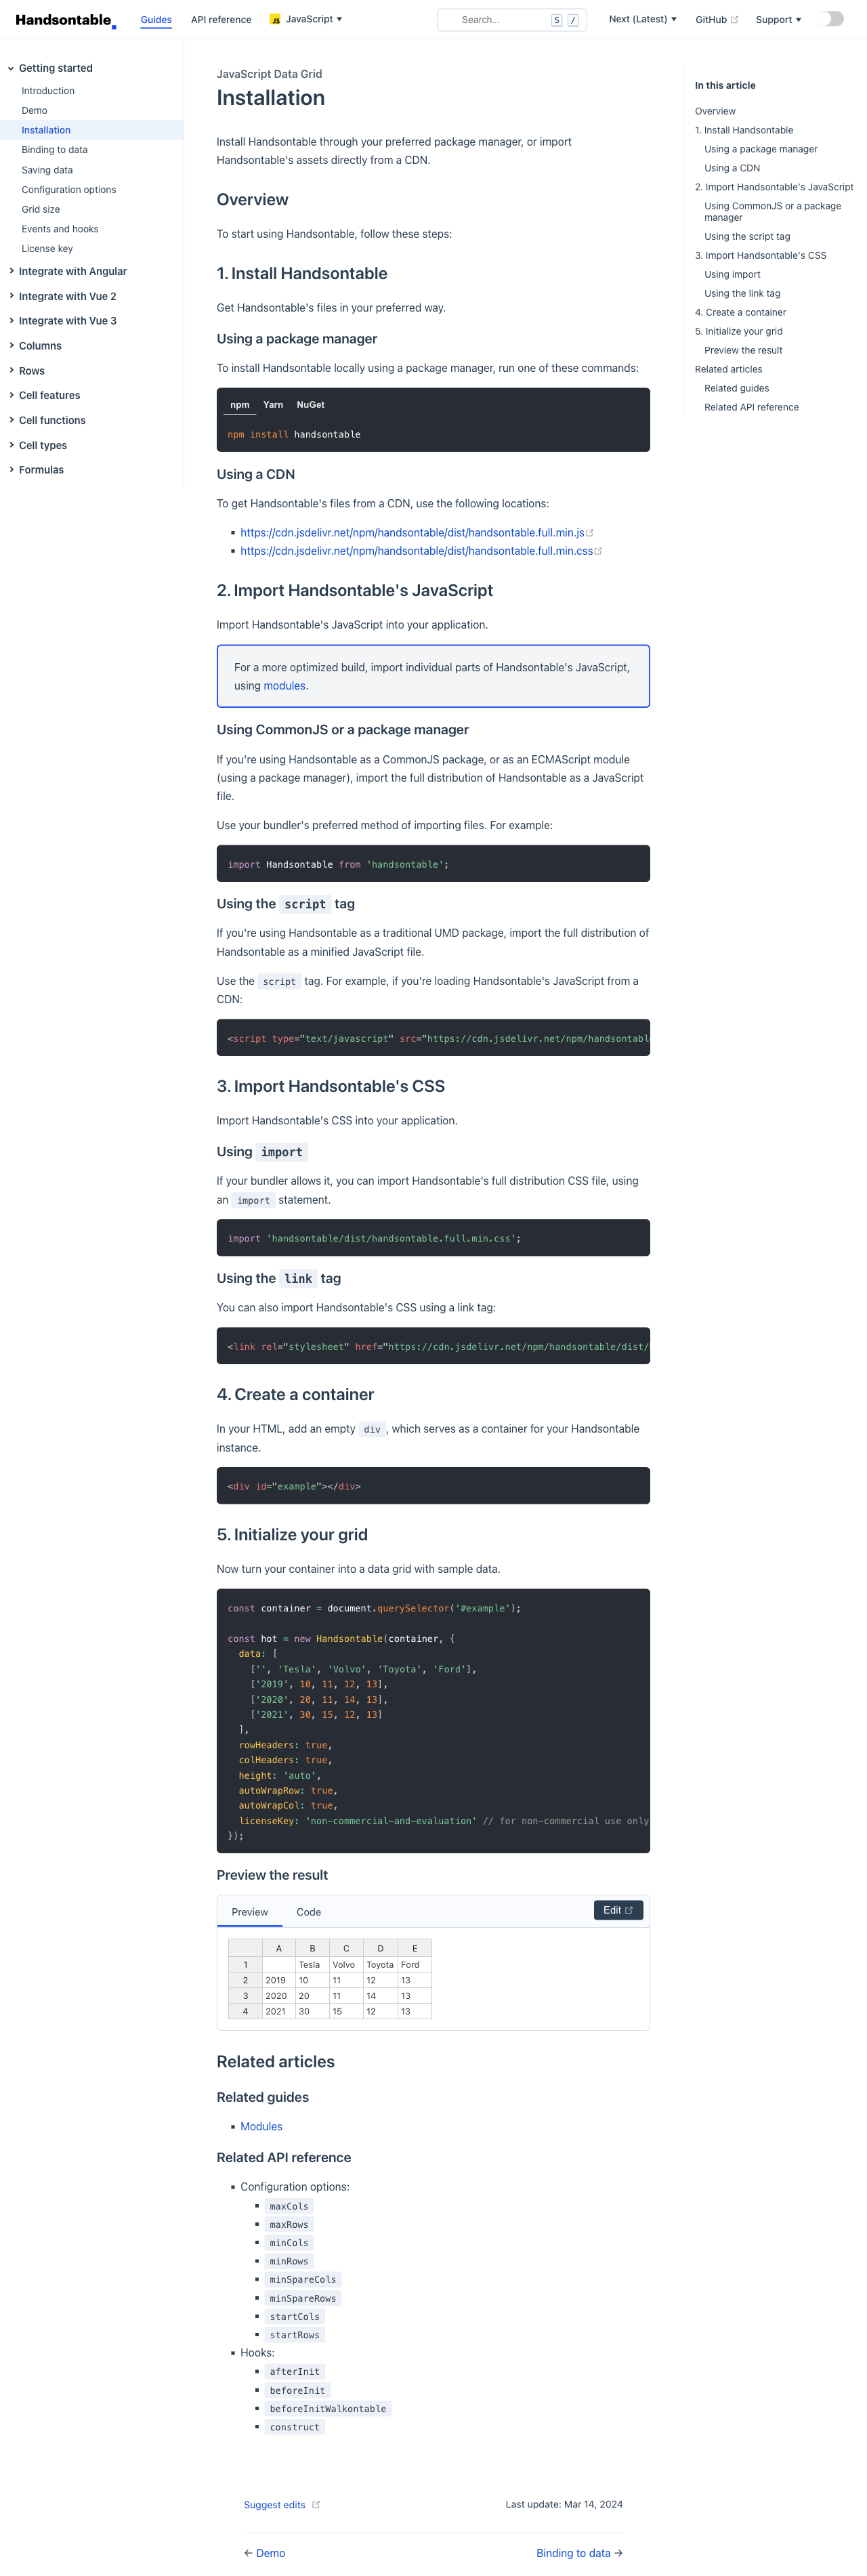 Handsontable
Guides
API reference
JavaScript
Search...
S
/
Next (Latest)
GitHub
Support
Getting started
Introduction
Demo
Installation
Binding to data
Saving data
Configuration options
Grid size
Events and hooks
License key
Integrate with Angular
Integrate with Vue 2
Integrate with Vue 3
Columns
Rows
Cell features
Cell functions
Cell types
Formulas
JavaScript Data Grid
Installation
Install Handsontable through your preferred package manager, or import
Handsontable's assets directly from a CDN.
Overview
To start using Handsontable, follow these steps:
1. Install Handsontable
Get Handsontable's files in your preferred way.
Using a package manager
To install Handsontable locally using a package manager, run one of these commands:
npm
Yarn
NuGet
npm install handsontable
Using a CDN
To get Handsontable's files from a CDN, use the following locations:
https://cdn.jsdelivr.net/npm/handsontable/dist/handsontable.full.min.js
https://cdn.jsdelivr.net/npm/handsontable/dist/handsontable.full.min.css
2. Import Handsontable's JavaScript
Import Handsontable's JavaScript into your application.
For a more optimized build, import individual parts of Handsontable's JavaScript,
using modules.
Using CommonJS or a package manager
If you're using Handsontable as a CommonJS package, or as an ECMAScript module
(using a package manager), import the full distribution of Handsontable as a JavaScript
file.
Use your bundler's preferred method of importing files. For example:
import Handsontable from 'handsontable';
Using the script tag
If you're using Handsontable as a traditional UMD package, import the full distribution of
Handsontable as a minified JavaScript file.
Use the script tag. For example, if you're loading Handsontable's JavaScript from a
CDN:
<script type="text/javascript" src="https://cdn.jsdelivr.net/npm/handsontable
3. Import Handsontable's CSS
Import Handsontable's CSS into your application.
Using import
If your bundler allows it, you can import Handsontable's full distribution CSS file, using
an import statement.
import 'handsontable/dist/handsontable.full.min.css';
Using the link tag
You can also import Handsontable's CSS using a link tag:
<link rel="stylesheet" href="https://cdn.jsdelivr.net/npm/handsontable/dist/
4. Create a container
In your HTML, add an empty div, which serves as a container for your Handsontable
instance.
<div id="example"></div>
5. Initialize your grid
Now turn your container into a data grid with sample data.
const container = document.querySelector('#example');
const hot = new Handsontable(container, {
data: [
['', 'Tesla', 'Volvo', 'Toyota', 'Ford'],
['2019', 10, 11, 12, 13],
['2020', 20, 11, 14, 13],
['2021', 30, 15, 12, 13]
],
rowHeaders: true,
colHeaders: true,
height: 'auto',
autoWrapRow: true,
autoWrapCol: true,
licenseKey: 'non-commercial-and-evaluation' // for non-commercial use only
});
Preview the result
Preview
Code
Edit
A B C D E
1 Tesla Volvo Toyota Ford
2 2019 10 11 12 13
3 2020 20 11 14 13
4 2021 30 15 12 13
Related articles
Related guides
Modules
Related API reference
Configuration options:
maxCols
maxRows
minCols
minRows
minSpareCols
minSpareRows
startCols
startRows
Hooks:
afterInit
beforeInit
beforeInitWalkontable
construct
Suggest edits
Last update: Mar 14, 2024
← Demo
Binding to data →
In this article
Overview
1. Install Handsontable
Using a package manager
Using a CDN
2. Import Handsontable's JavaScript
Using CommonJS or a package
manager
Using the script tag
3. Import Handsontable's CSS
Using import
Using the link tag
4. Create a container
5. Initialize your grid
Preview the result
Related articles
Related guides
Related API reference